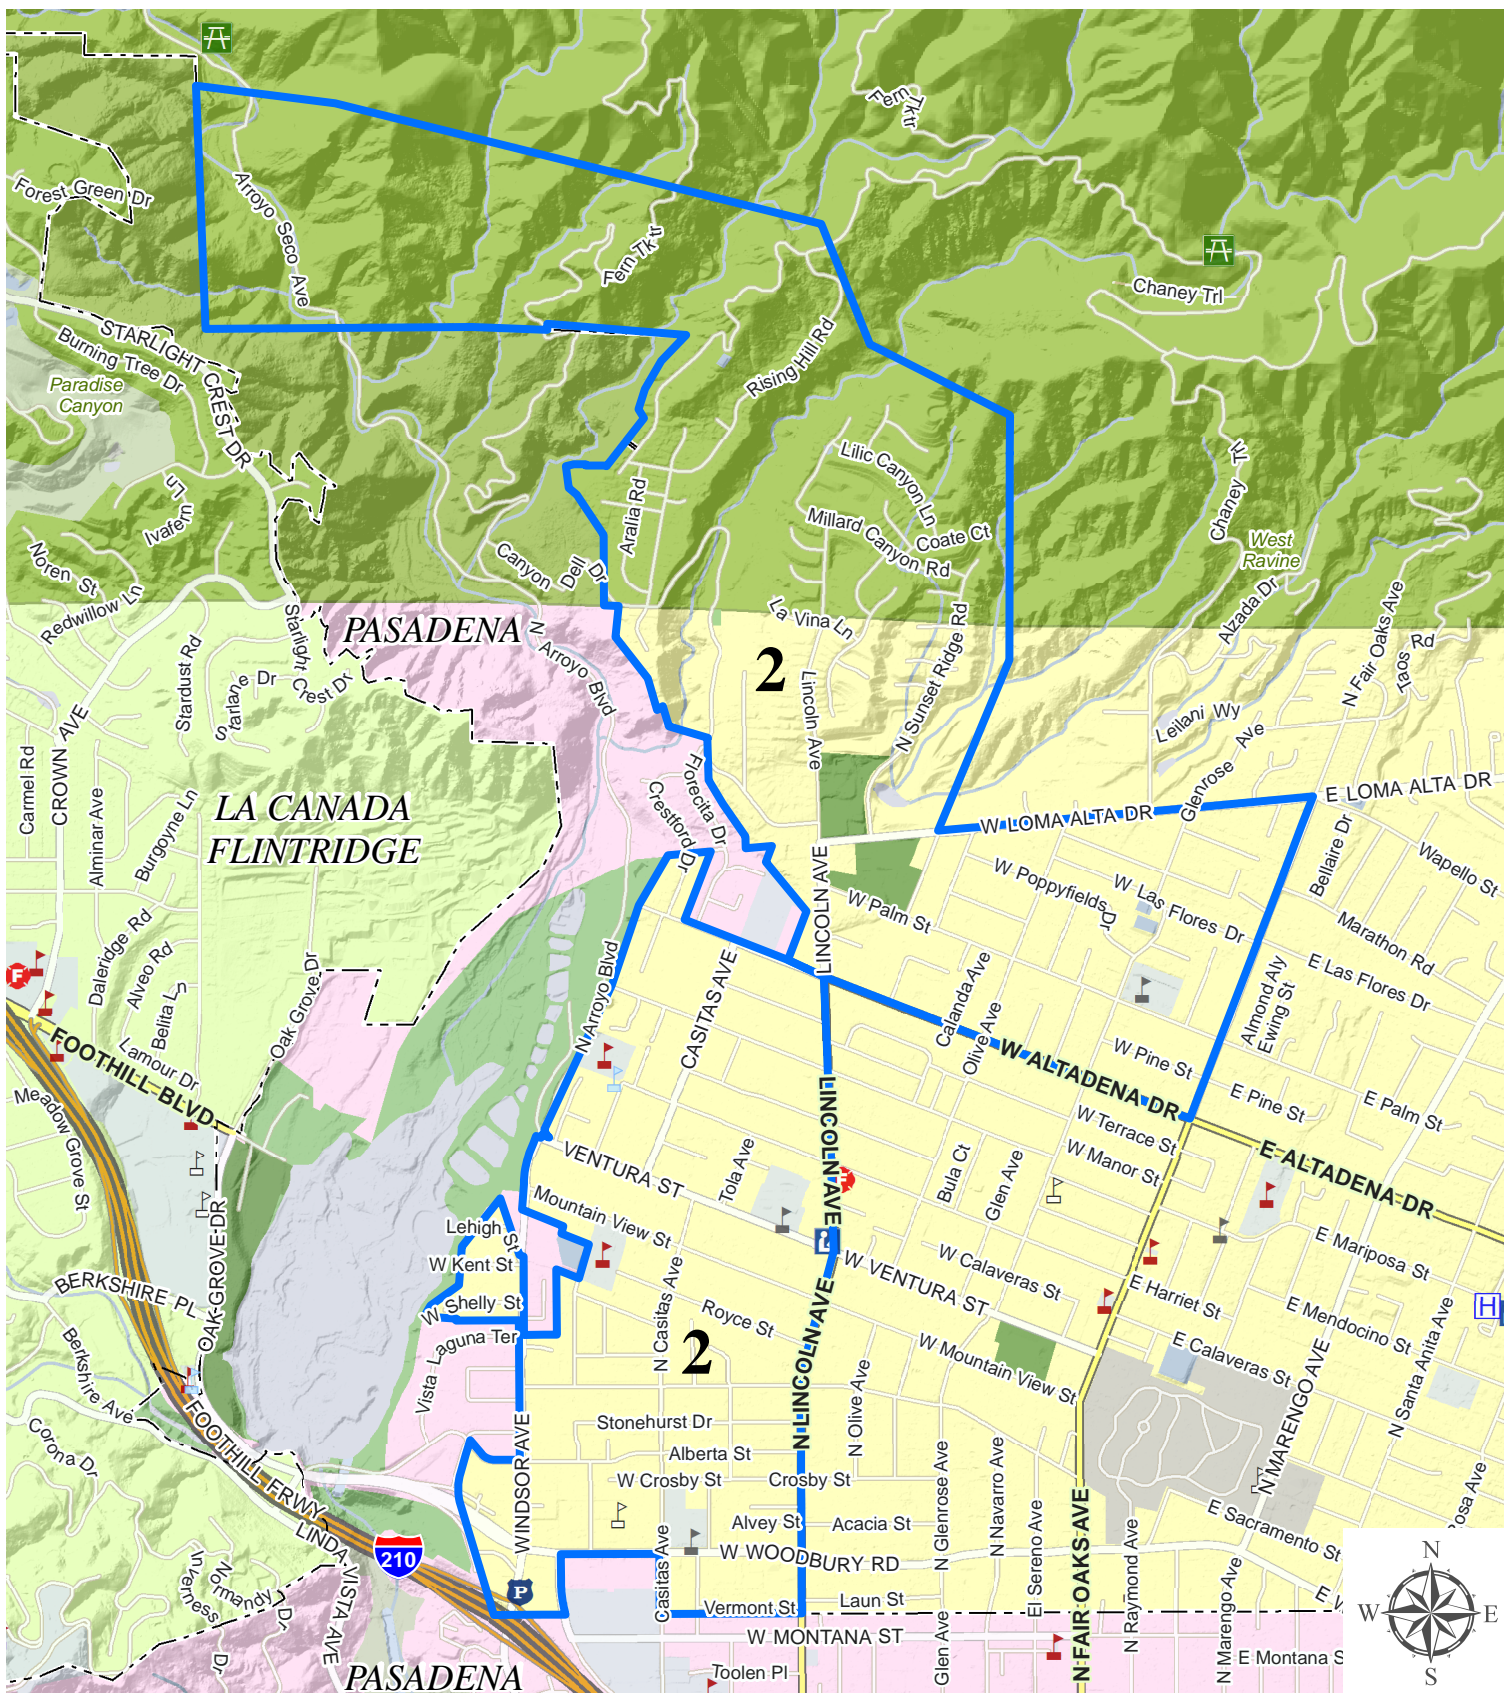 Fern
Tktr
Forest Green Dr
Arroyo Seco Ave
Fern Tk tr
Chaney Trl
STARLIGHT CREST DR
Burning Tree Dr
Paradise
Canyon
Rising Hill Rd
Ivafern Ln
Aralia Rd
Lilic Canyon Ln
Millard Canyon Rd
Coate Ct
Chaney Trl
West
Ravine
Noren St
Redwillow Ln
Canyon Dell Dr
La Vina Ln
Alzada Dr
N Fair Oaks Ave
Taos Rd
PASADENA
N Arroyo Blvd
Starlight Crest Dr
Stardust Rd
Starlane Dr
2
Lincoln Ave
N Sunset Ridge Rd
Leilani Wy
Glenrose Ave
Carmel Rd
CROWN AVE
Alminar Ave
Burgoyne Ln
LA CANADA
FLINTRIDGE
Florecita Dr
Crestford Dr
W LOMA ALTA DR
E LOMA ALTA DR
Bellaire Dr
Wapello St
LINCOLN AVE
W Palm St
W Poppyfields Dr
W Las Flores Dr
Marathon Rd
E Las Flores Dr
Daleridge Rd
Alveo Rd
Belita Ln
Oak Grove Dr
N Arroyo Blvd
CASITAS AVE
Calanda Ave
Olive Ave
Almond Aly
Ewing St
F
FOOTHILL BLVD
Lamour Dr
Meadow Grove St
W ALTADENA DR
W Pine St
E Pine St
E Palm St
W Terrace St
W Manor St
E ALTADENA DR
VENTURA ST
Tola Ave
LINCOLN AVE
F
Bula Ct
Glen Ave
Mountain View St
Lehigh St
W Kent St
W Shelly St
Vista Laguna Ter
W VENTURA ST
W Calaveras St
E Mariposa St
E Harriet St
E Mendocino St
H
BERKSHIRE PL
OAK GROVE DR
Berkshire Ave
N Casitas Ave
Royce St
2
N LINCOLN AVE
W Mountain View St
E Calaveras St
N MARENGO AVE
N Santa Anita Ave
Corona Dr
FOOTHILL FRWY
WINDSOR AVE
Stonehurst Dr
Alberta St
W Crosby St
Crosby St
N Olive Ave
N Glenrose Ave
N Navarro Ave
El Sereno Ave
N FAIR OAKS AVE
N Raymond Ave
E Sacramento St
Rosa Ave
Alvey St
Acacia St
W WOODBURY RD
210
LINDA VISTA AVE
Inverness Dr
Normandy Dr
P
Casitas Ave
Vermont St
Laun St
W MONTANA ST
Glen Ave
N Marengo Ave
E Montana S
PASADENA
Toolen Pl
N
W
E
S